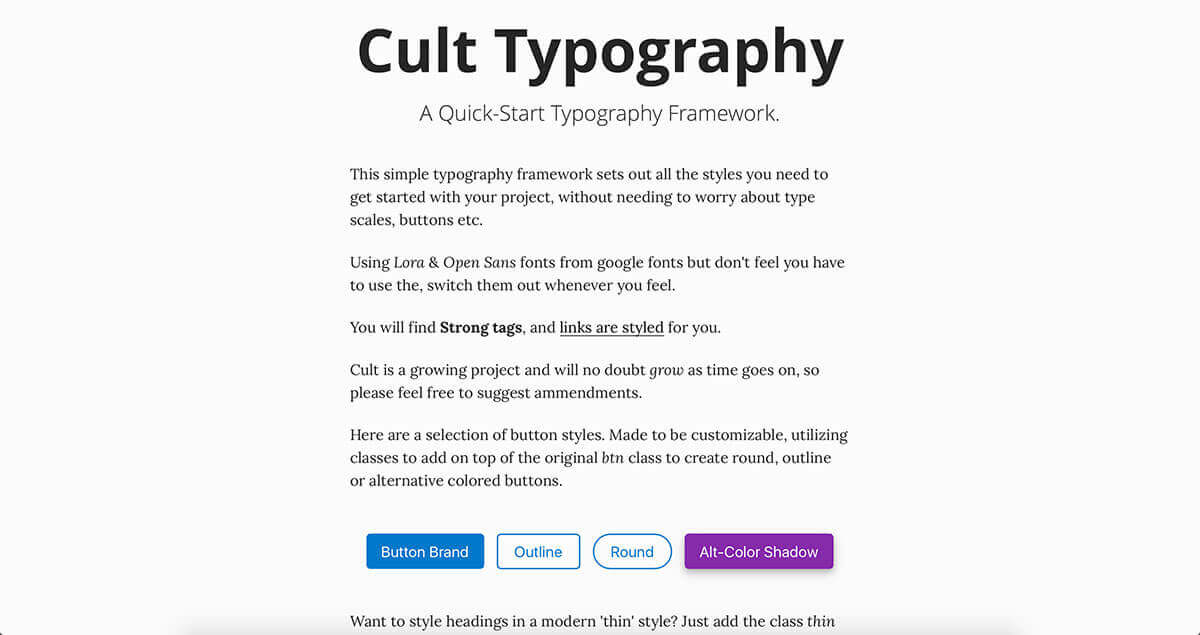 Cult Typography
A Quick-Start Typography Framework.
This simple typography framework sets out all the styles you need to
get started with your project, without needing to worry about type
scales, buttons etc.
Using Lora & Open Sans fonts from google fonts but don't feel you have
to use the, switch them out whenever you feel.
You will find Strong tags, and links are styled for you.
Cult is a growing project and will no doubt grow as time goes on, so
please feel free to suggest ammendments.
Here are a selection of button styles. Made to be customizable, utilizing
classes to add on top of the original btn class to create round, outline
or alternative colored buttons.
Button Brand Outline Round Alt-Color Shadow
Want to style headings in a modern 'thin' style? Just add the class thin